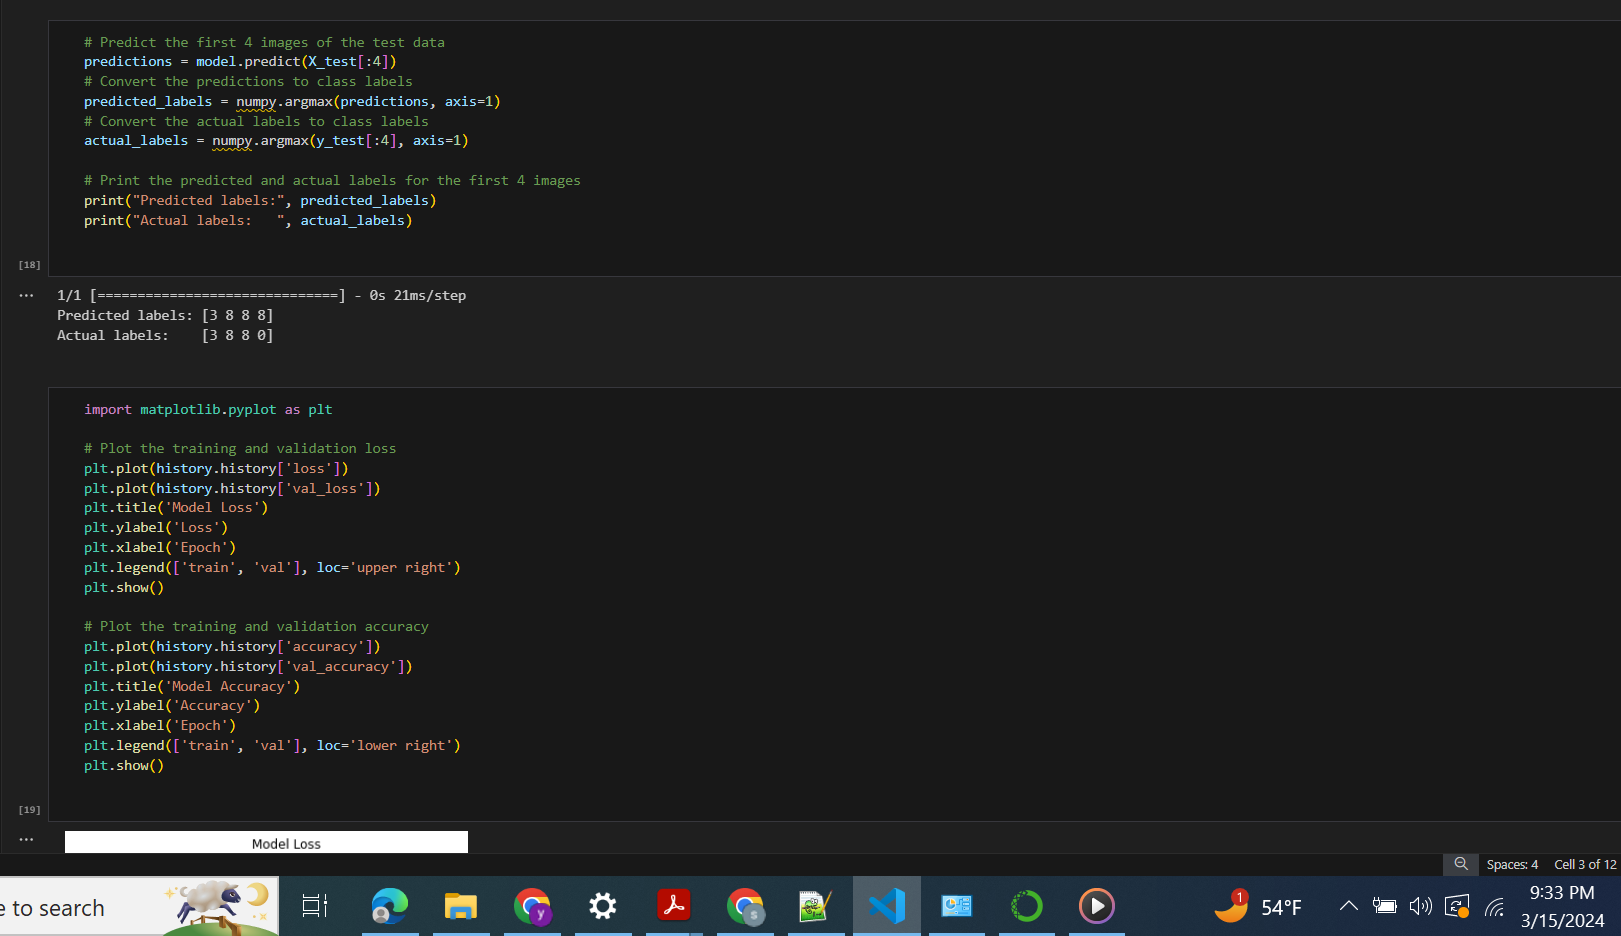 # Predict the first 4 images of the test data
predictions = model.predict(X_test[:4])
# Convert the predictions to class labels
predicted_labels = numpy.argmax(predictions, axis=1)
# Convert the actual labels to class labels
actual_labels = numpy.argmax(y_test[:4], axis=1)
# Print the predicted and actual labels for the first 4 images
print("Predicted labels:", predicted_labels)
print("Actual labels:   ", actual_labels)
[18]
... 1/1 [==============================] - 0s 21ms/step
Predicted labels: [3 8 8 8]
Actual labels:    [3 8 8 0]
import matplotlib.pyplot as plt
# Plot the training and validation loss
plt.plot(history.history['loss'])
plt.plot(history.history['val_loss'])
plt.title('Model Loss')
plt.ylabel('Loss')
plt.xlabel('Epoch')
plt.legend(['train', 'val'], loc='upper right')
plt.show()
# Plot the training and validation accuracy
plt.plot(history.history['accuracy'])
plt.plot(history.history['val_accuracy'])
plt.title('Model Accuracy')
plt.ylabel('Accuracy')
plt.xlabel('Epoch')
plt.legend(['train', 'val'], loc='lower right')
plt.show()
[19]
... Model Loss
Spaces: 4 Cell 3 of 12
e to search y s 1 54°F 9:33 PM
3/15/2024